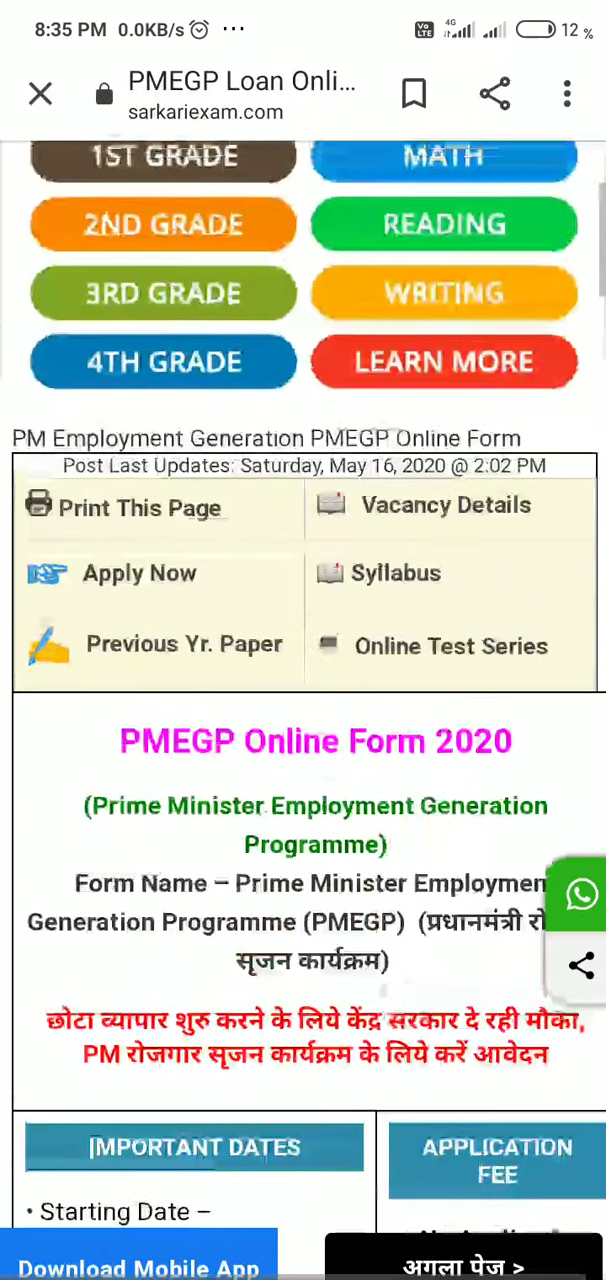 8:35 PM 0.0KB/s ...
Vo LTE 4G 12 %
PMEGP Loan Onli...
sarkariexam.com
1ST GRADE MATH
2ND GRADE READING
3RD GRADE WRITING
4TH GRADE LEARN MORE
PM Employment Generation PMEGP Online Form
Post Last Updates: Saturday, May 16, 2020 @ 2:02 PM
Print This Page Vacancy Details
Apply Now Syllabus
Previous Yr. Paper Online Test Series
PMEGP Online Form 2020
(Prime Minister Employment Generation
Programme)
Form Name – Prime Minister Employmen
Generation Programme (PMEGP) (प्रधानमंत्री रो
सृजन कार्यक्रम)
छोटा व्यापार शुरु करने के लिये केंद्र सरकार दे रही मौका,
PM रोजगार सृजन कार्यक्रम के लिये करें आवेदन
IMPORTANT DATES
APPLICATION
FEE
• Starting Date –
Download Mobile App
अगला पेज >